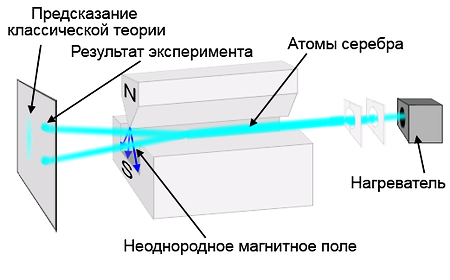 Предсказание
классической теории
Результат эксперимента
Атомы серебра
N
S
Нагреватель
Неоднородное магнитное поле